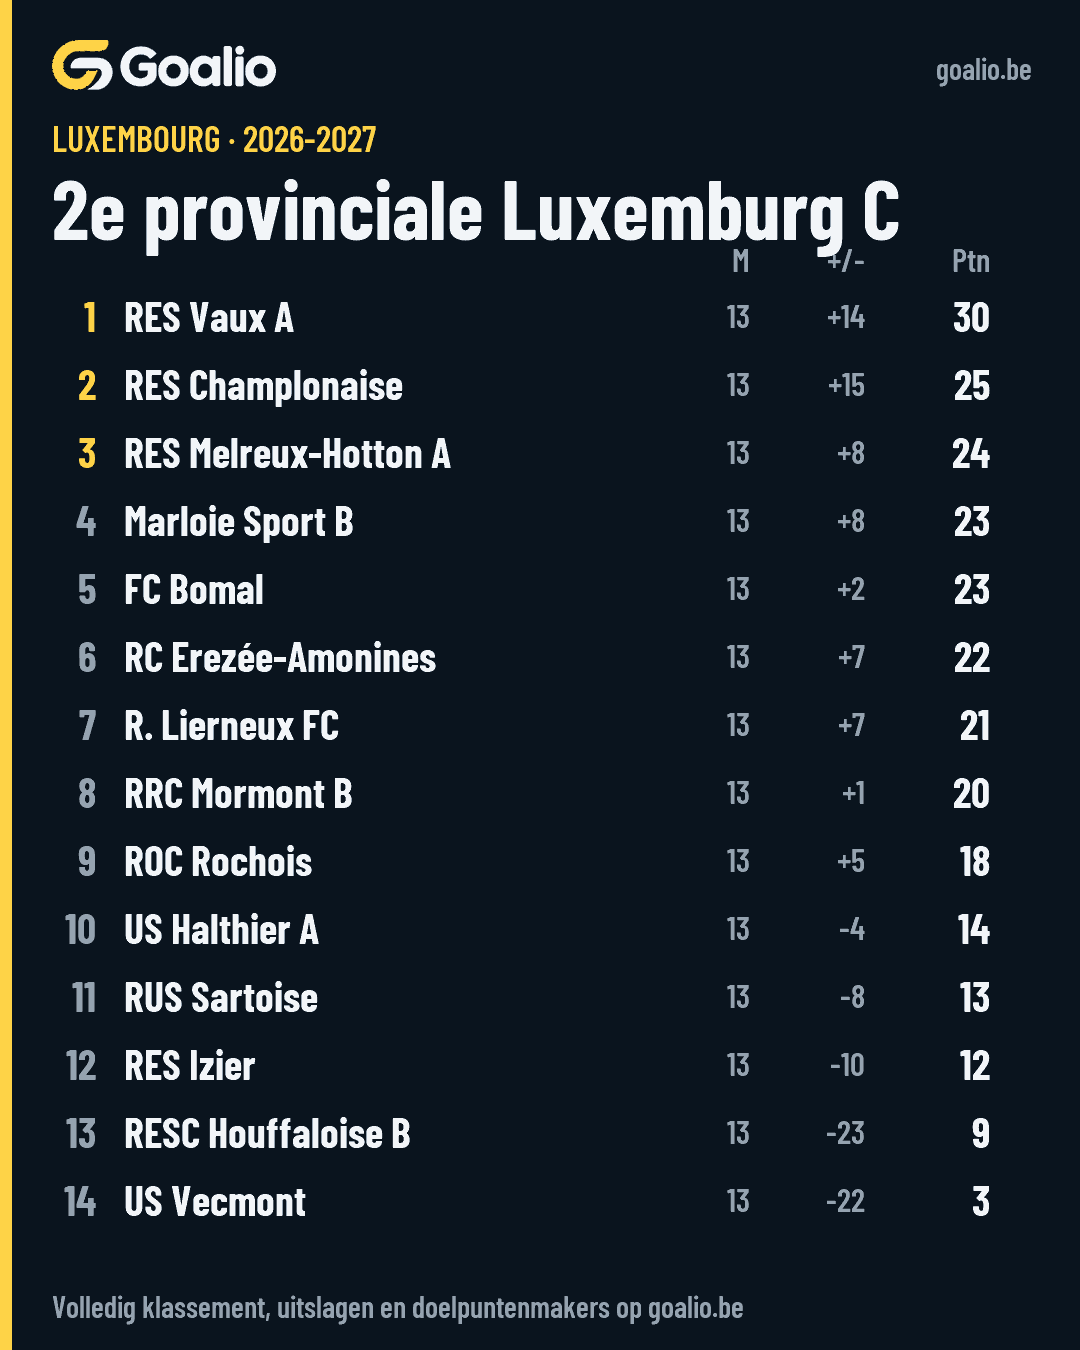 Goalio
goalio.be
LUXEMBOURG · 2026-2027
2e provinciale Luxemburg C
M +/- Ptn
1 RES Vaux A 13 +14 30
2 RES Champlonaise 13 +15 25
3 RES Melreux-Hotton A 13 +8 24
4 Marloie Sport B 13 +8 23
5 FC Bomal 13 +2 23
6 RC Erezée-Amonines 13 +7 22
7 R. Lierneux FC 13 +7 21
8 RRC Mormont B 13 +1 20
9 ROC Rochois 13 +5 18
10 US Halthier A 13 -4 14
11 RUS Sartoise 13 -8 13
12 RES Izier 13 -10 12
13 RESC Houffaloise B 13 -23 9
14 US Vecmont 13 -22 3
Volledig klassement, uitslagen en doelpuntenmakers op goalio.be